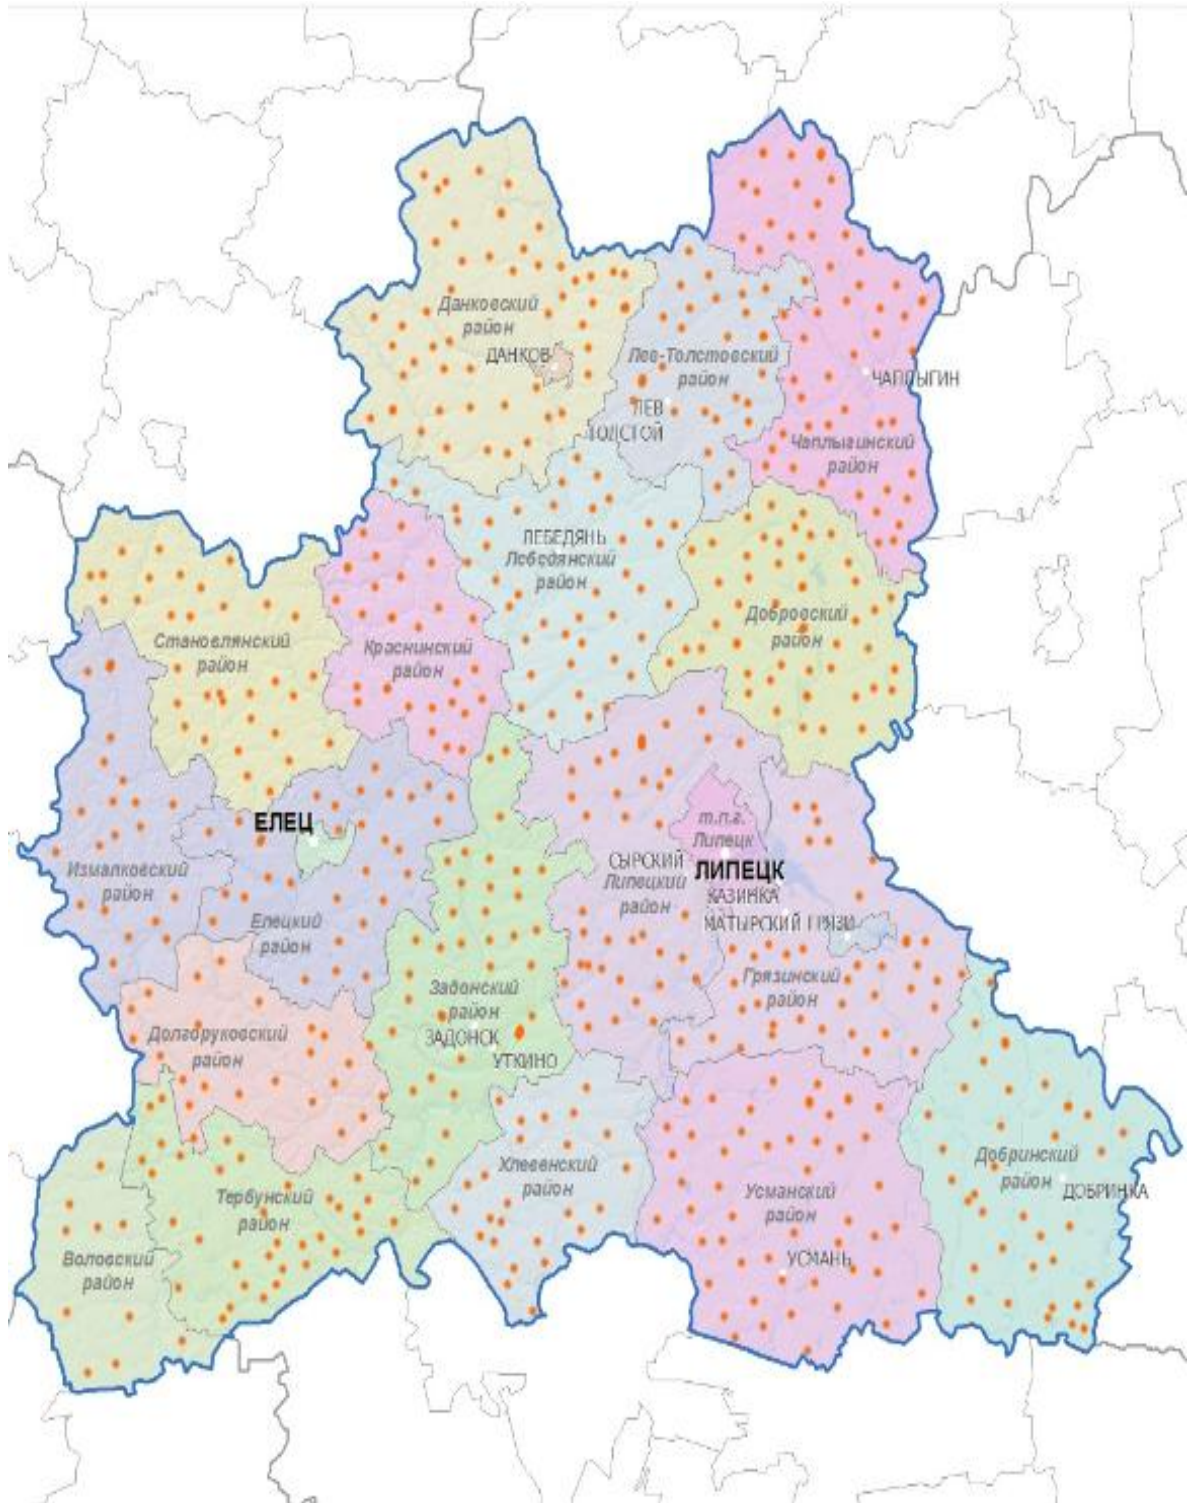 Данковский
район
ДАНКОВ
Лев-Толстовский
район
ЛЕВ
ТОЛСТОЙ
ЧАПЛЫГИН
Чаплыгинский
район
ЛЕБЕДЯНЬ
Лебедянский
район
Добровский
район
Становлянский
район
Краснинский
район
ЕЛЕЦ
т.п.г.
Липецк
ЛИПЕЦК
СЫРСКИЙ
Липецкий
район
КАЗИНКА
МАТЫРСКИЙ ГРЯЗИ
Измалковский
район
Елецкий
район
Грязинский
район
Задонский
район
ЗАДОНСК
УТКИНО
Долгоруковский
район
Хлевенский
район
Добринский
район
ДОБРИНКА
Тербунский
район
Усманский
район
УСМАНЬ
Воловский
район